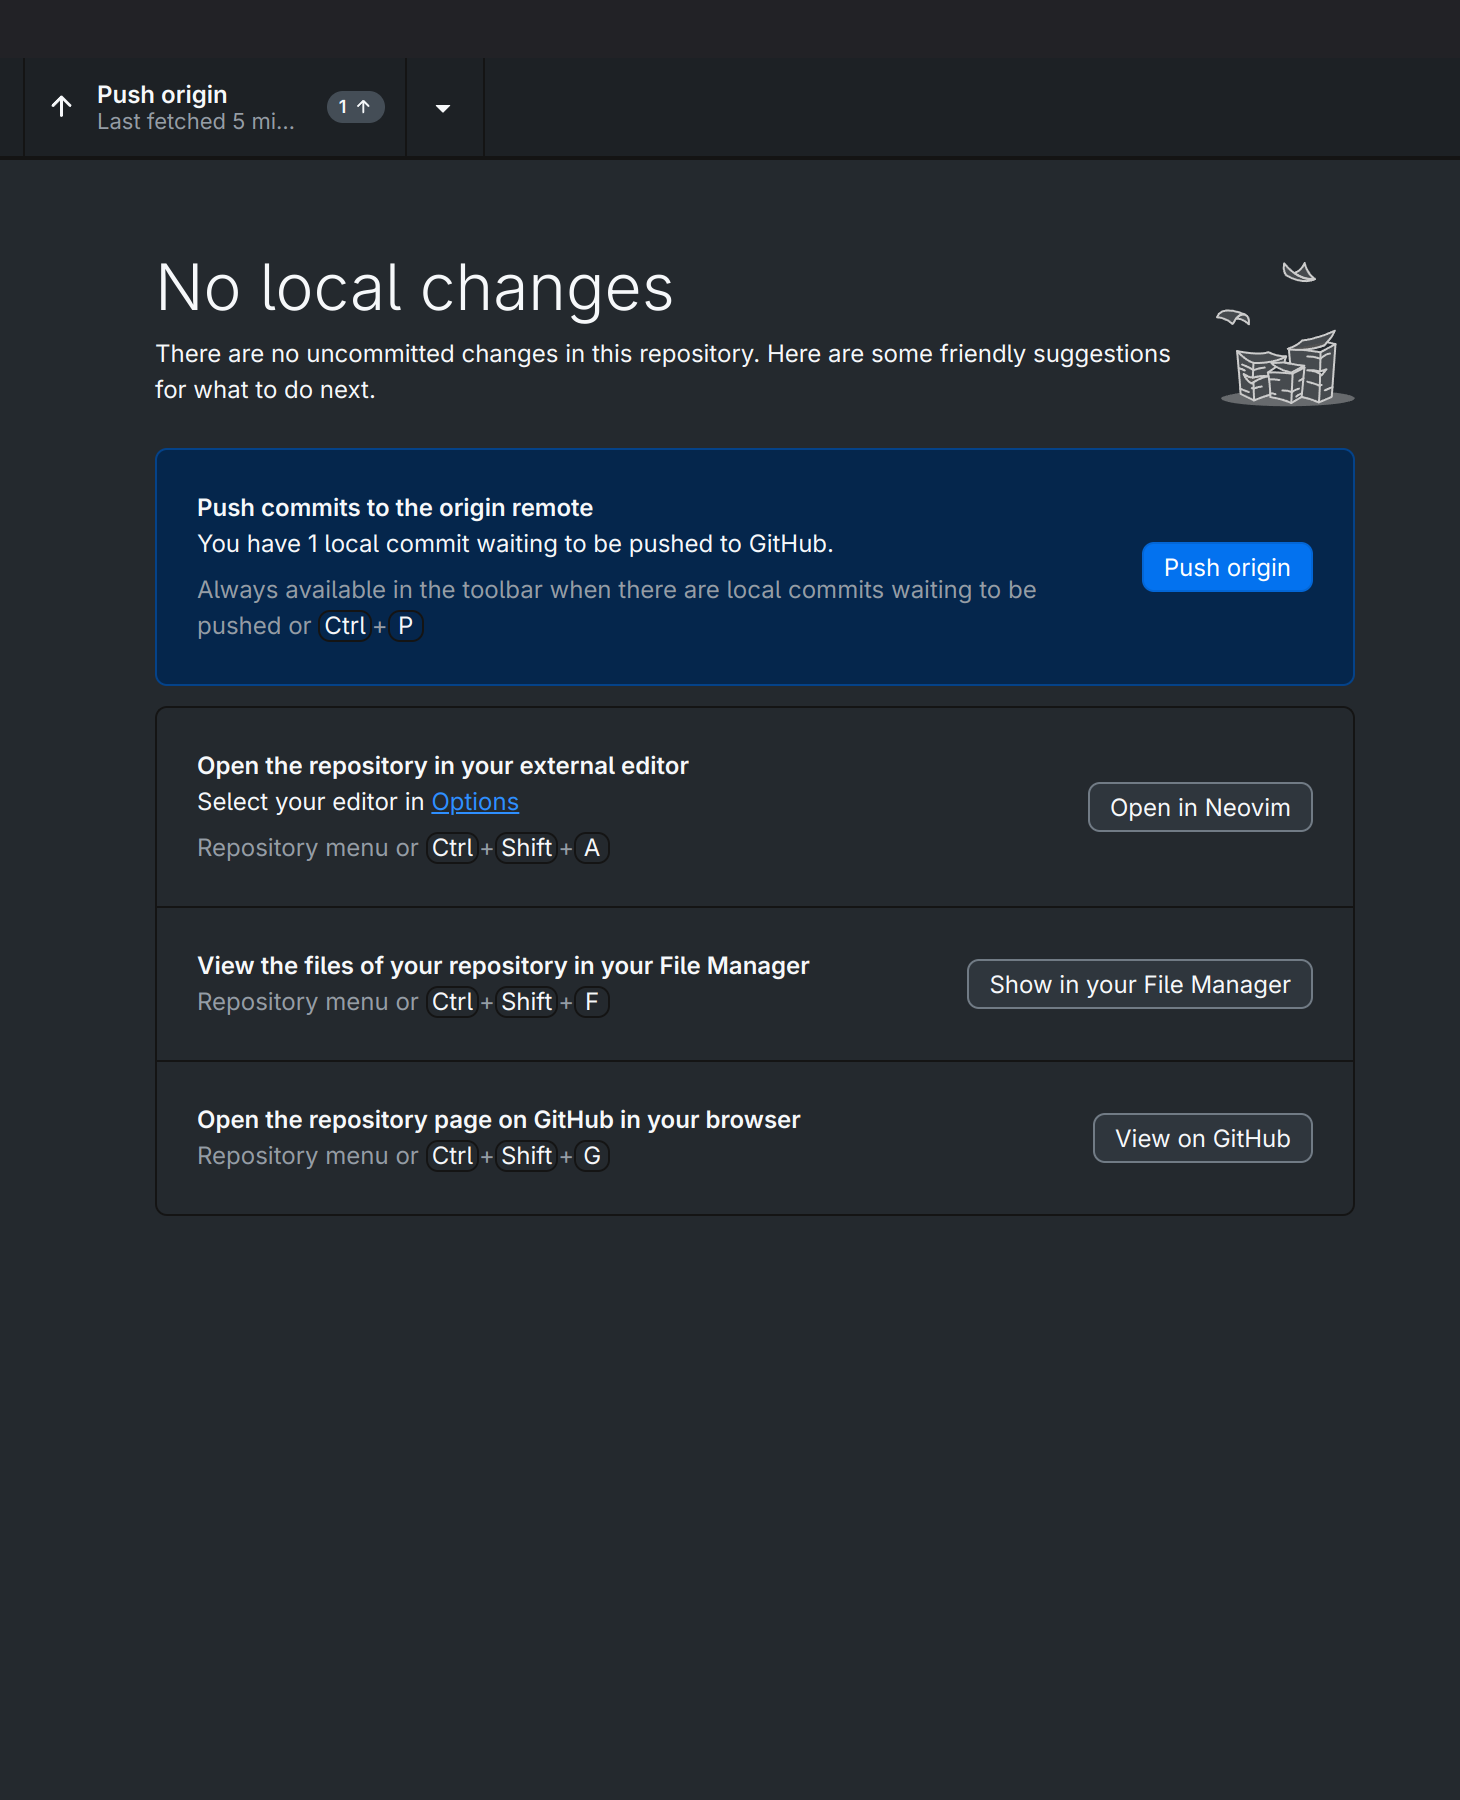 Push origin
Last fetched 5 mi...
1
No local changes
There are no uncommitted changes in this repository. Here are some friendly suggestions
for what to do next.
Push commits to the origin remote
You have 1 local commit waiting to be pushed to GitHub.
Always available in the toolbar when there are local commits waiting to be
pushed or Ctrl+P
Push origin
Open the repository in your external editor
Select your editor in Options
Repository menu or Ctrl+Shift+A
Open in Neovim
View the files of your repository in your File Manager
Repository menu or Ctrl+Shift+F
Show in your File Manager
Open the repository page on GitHub in your browser
Repository menu or Ctrl+Shift+G
View on GitHub